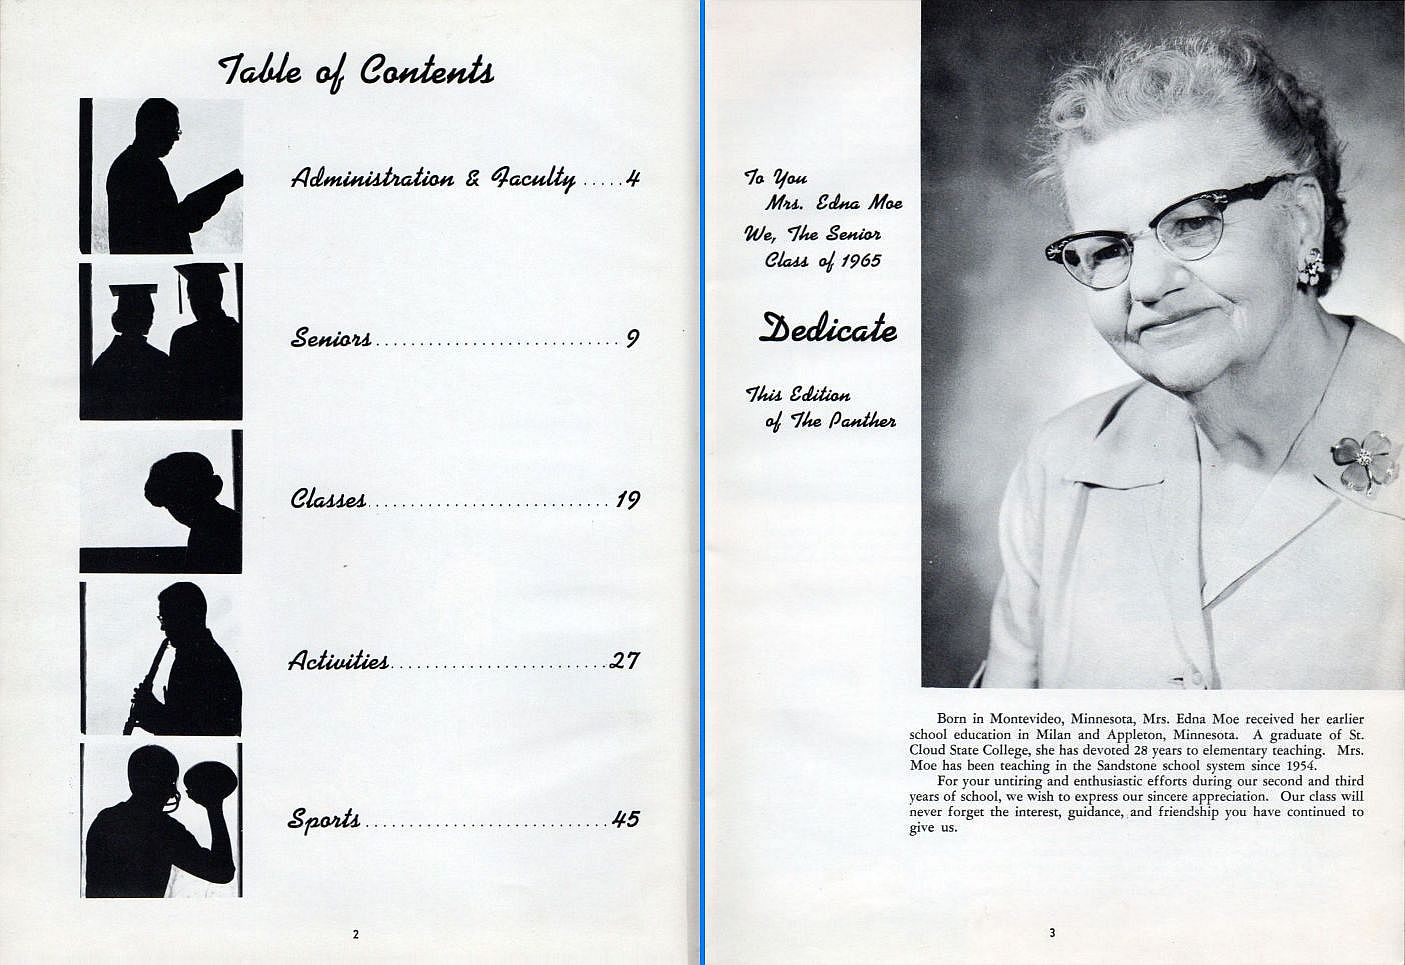 Table of Contents
Administration & Faculty .....4
Seniors............................. 9
Classes............................. 19
Activities..........................27
Sports.............................45
2
To You
Mrs. Edna Moe
We, The Senior
Class of 1965
Dedicate
This Edition
of The Panther
Born in Montevideo, Minnesota, Mrs. Edna Moe received her earlier
school education in Milan and Appleton, Minnesota. A graduate of St.
Cloud State College, she has devoted 28 years to elementary teaching. Mrs.
Moe has been teaching in the Sandstone school system since 1954.
For your untiring and enthusiastic efforts during our second and third
years of school, we wish to express our sincere appreciation. Our class will
never forget the interest, guidance, and friendship you have continued to
give us.
3